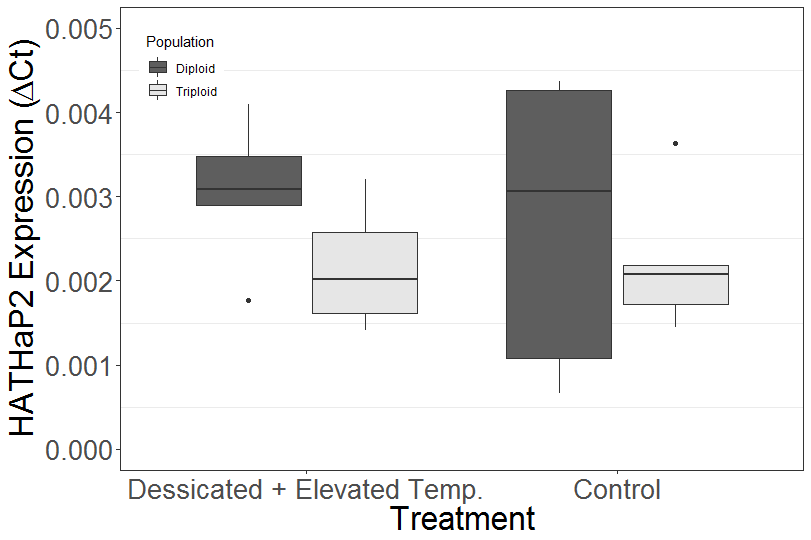 HATHaP2 Expression (ΔCt)
0.005
0.004
0.003
0.002
0.001
0.000
Population
Diploid
Triploid
Dessicated + Elevated Temp.
Control
Treatment